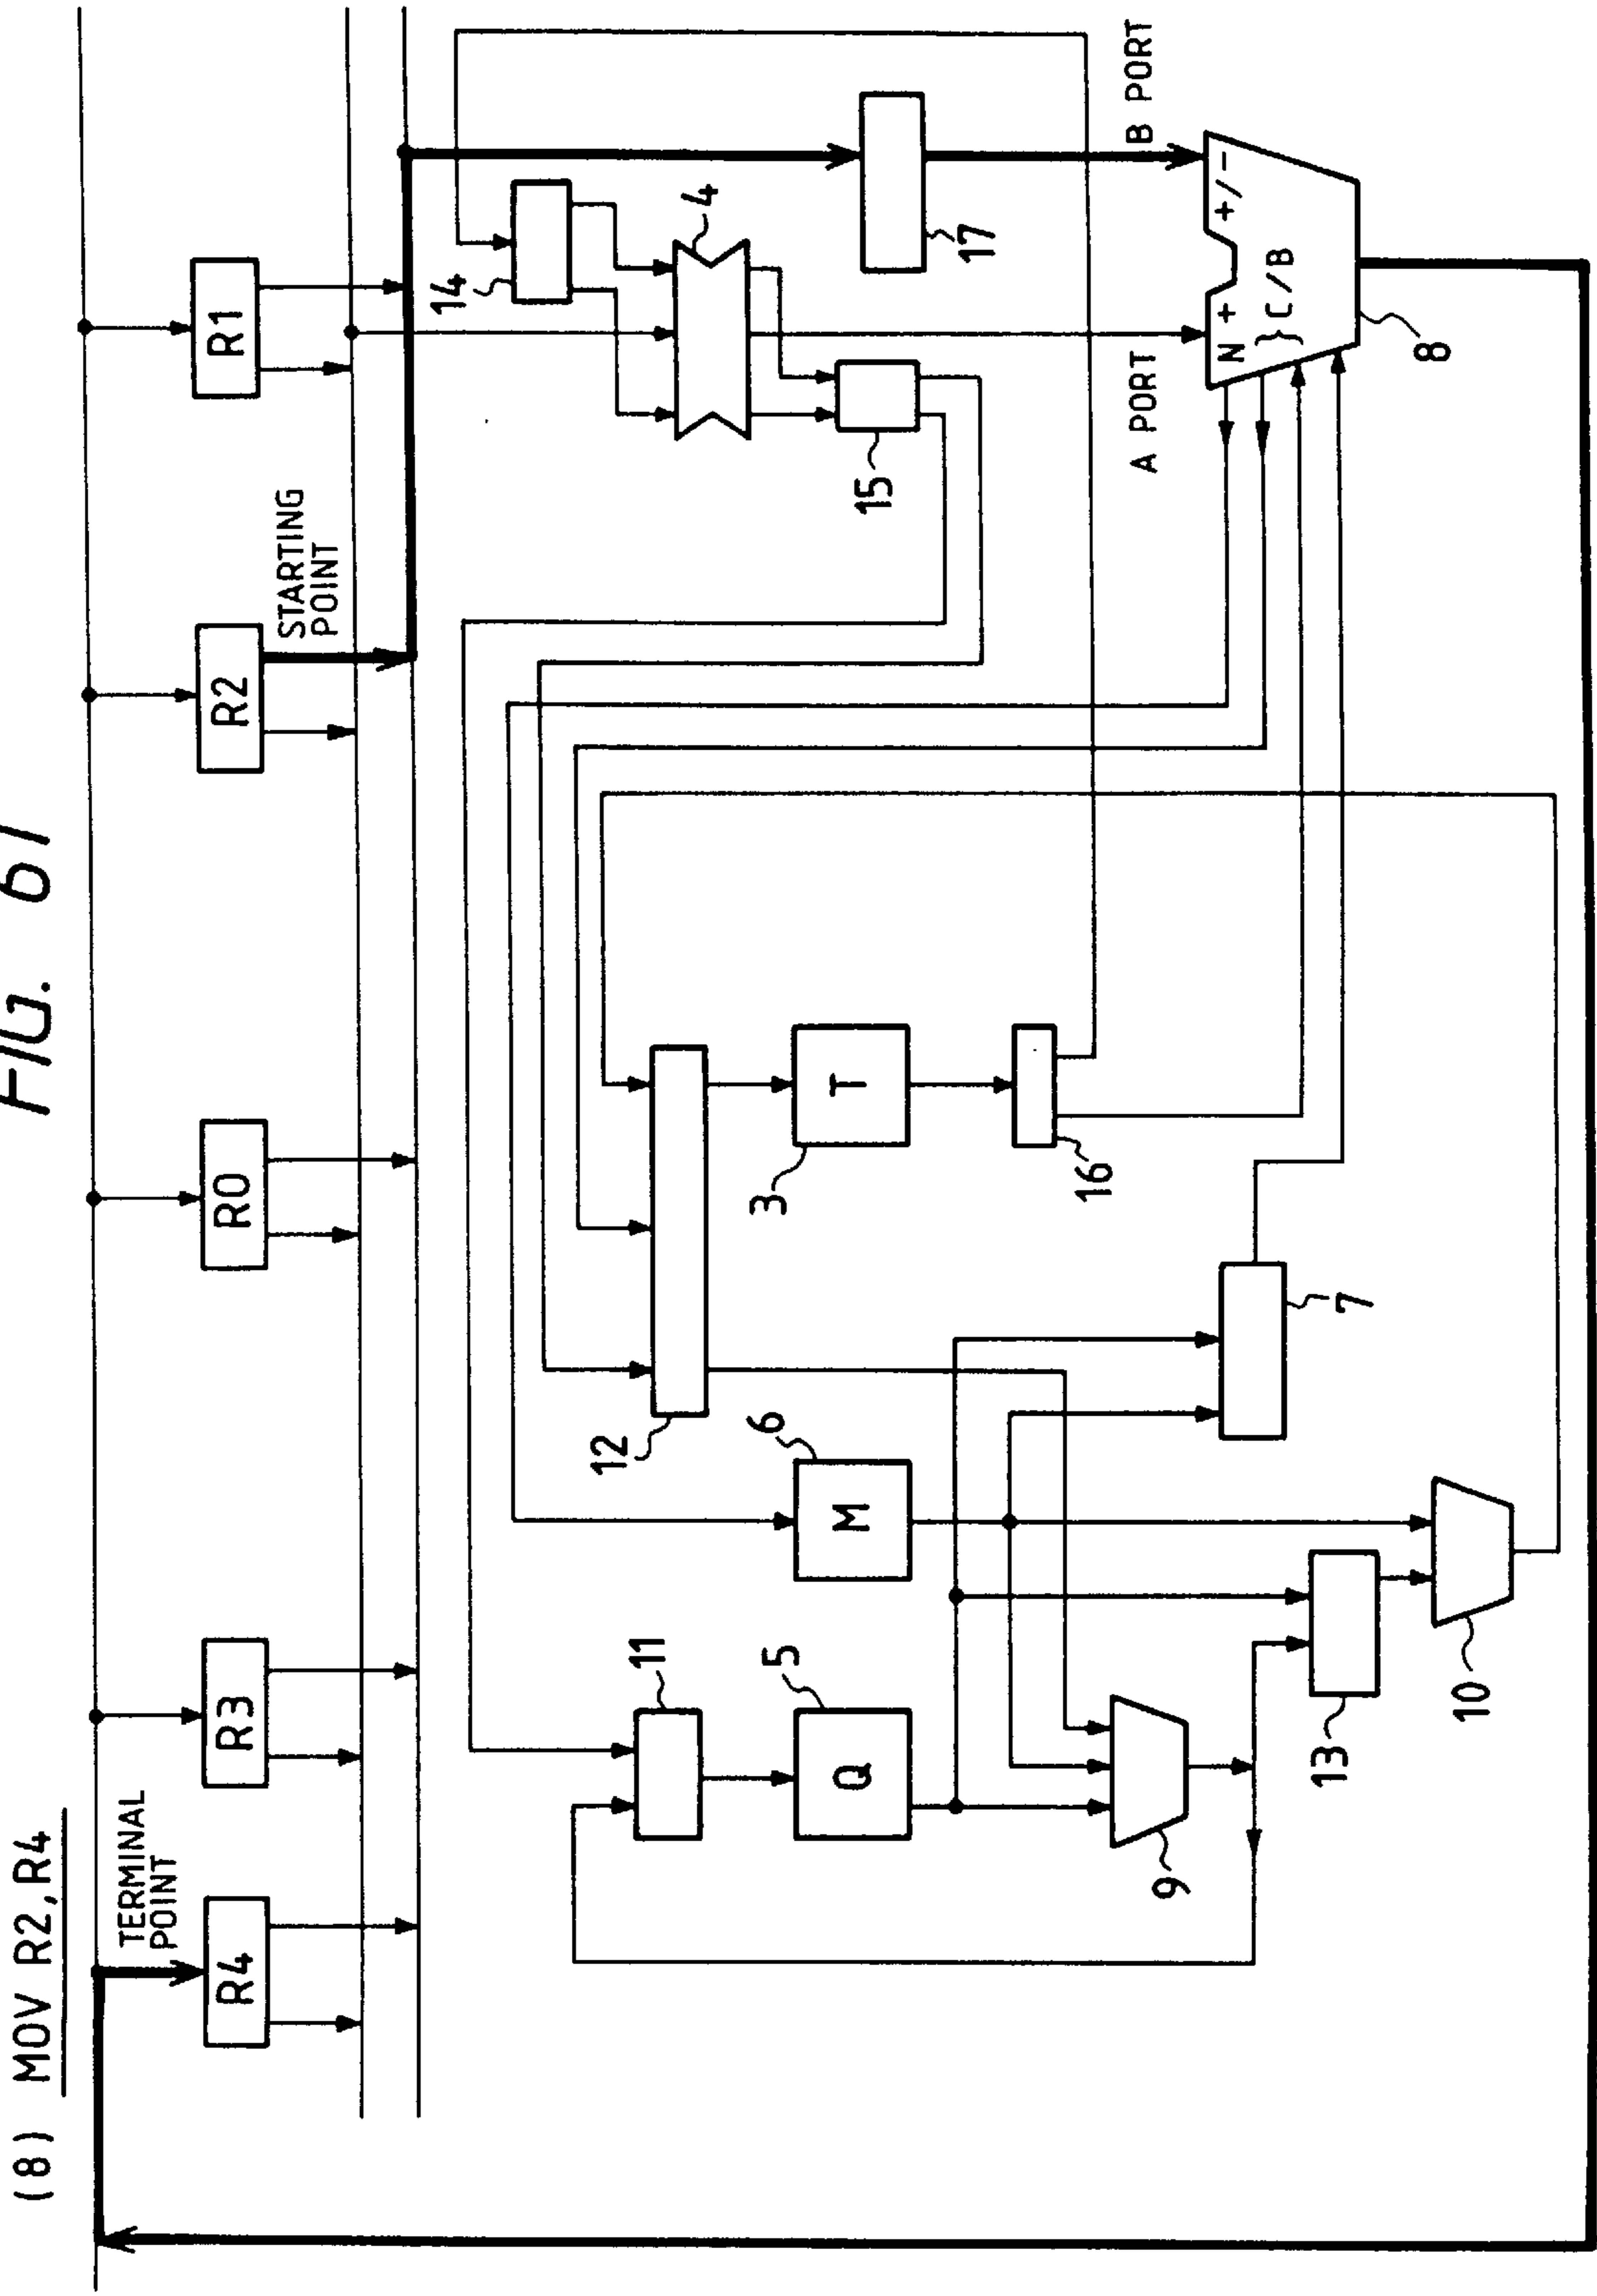 FIG. 61
(8) MOV R2,R4
TERMINAL
POINT
STARTING
POINT
R4
R3
R0
R2
R1
14
4
11
12
15
17
5
6
3
Q
M
T
16
9
7
A PORT
B PORT
13
N + +/-
}C/B
10
8